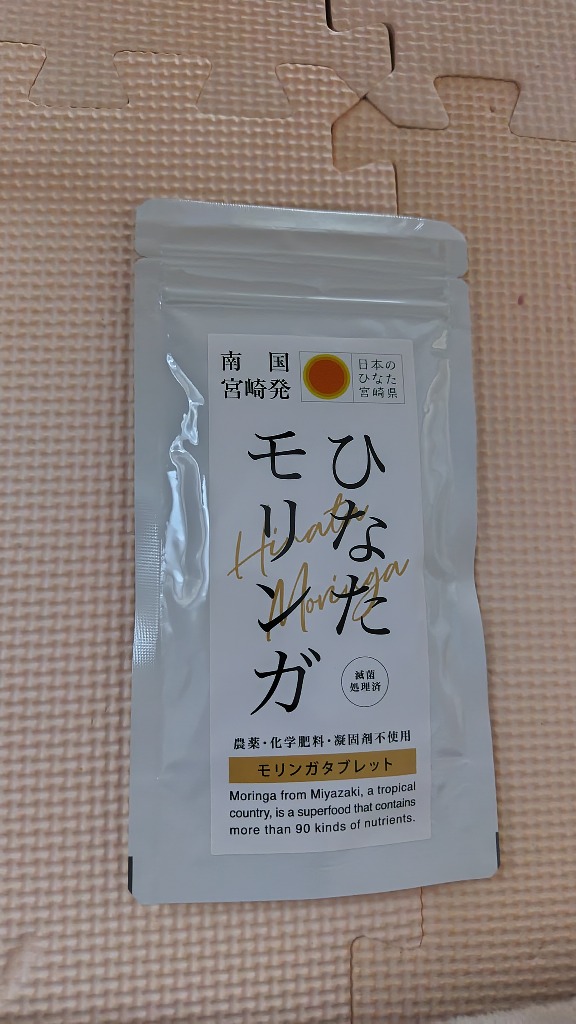 南国
宮崎発
日本の
ひなた
宮崎県
ひなた
モリンガ
Hinata
Moringa
滅菌
処理済
農薬・化学肥料・凝固剤不使用
モリンガタブレット
Moringa from Miyazaki, a tropical
country, is a superfood that contains
more than 90 kinds of nutrients.